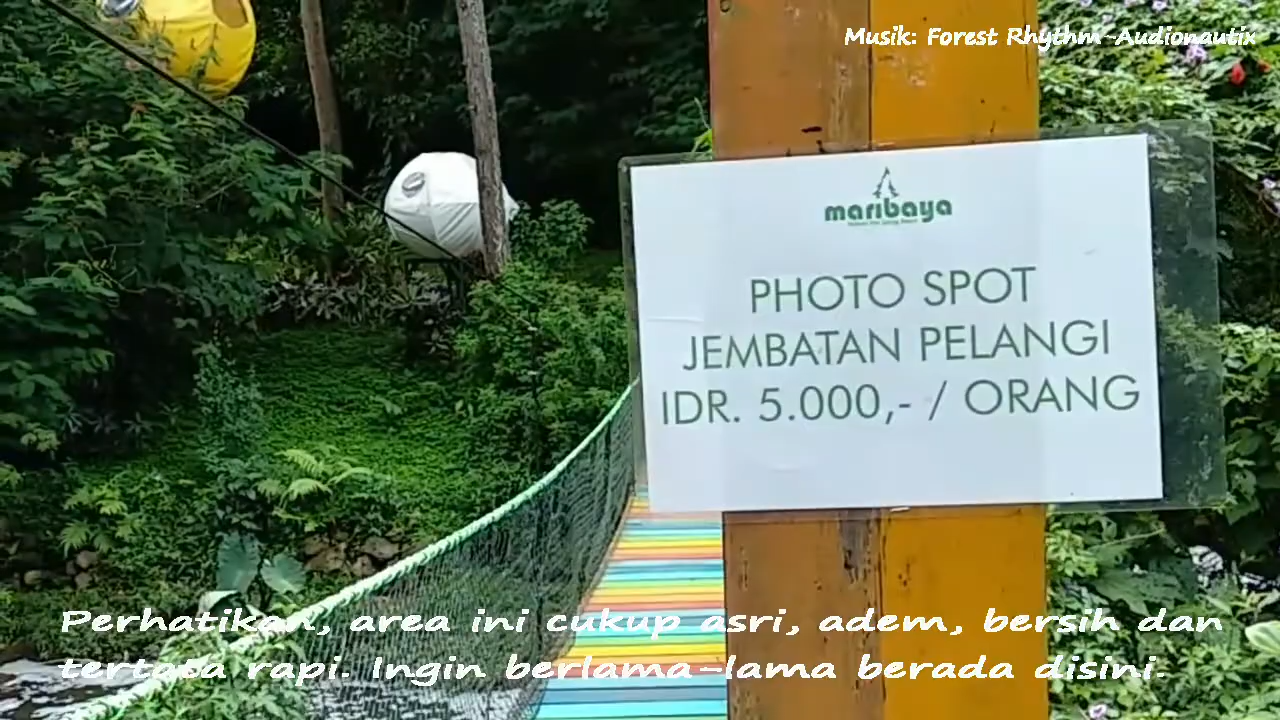 Musik: Forest Rhythm-Audionautix
maribaya
PHOTO SPOT
JEMBATAN PELANGI
IDR. 5.000,- / ORANG
Perhatikan, area ini cukup asri, adem, bersih dan
tertata rapi. Ingin berlama-lama berada disini.